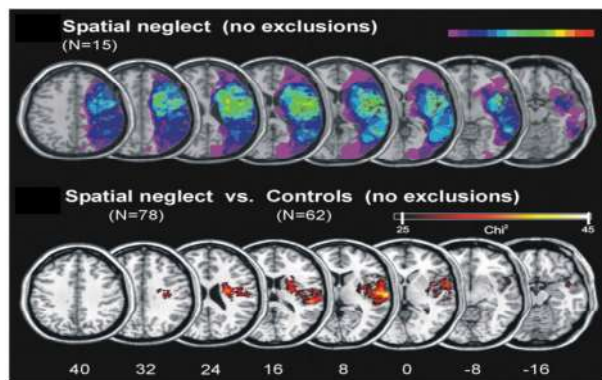 Spatial neglect (no exclusions)
(N=15)
Spatial neglect vs. Controls (no exclusions)
(N=78) (N=62)
25 Chi² 45
40 32 24 16 8 0 -8 -16